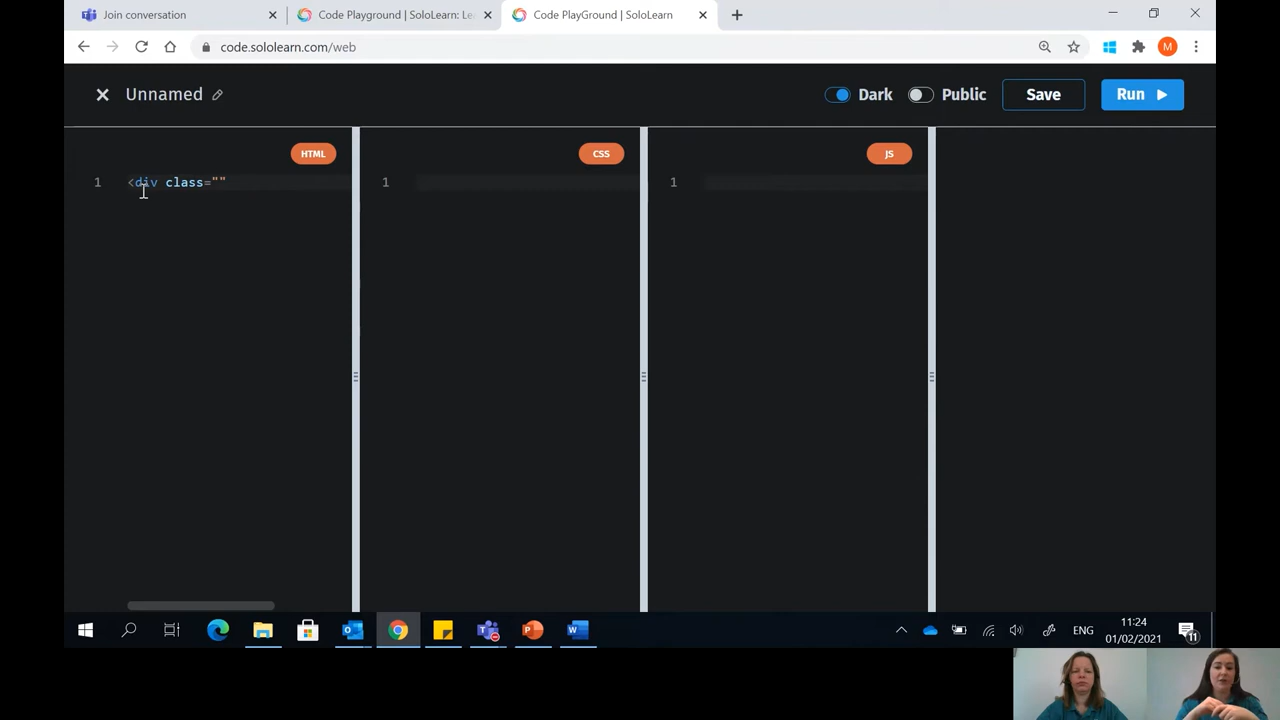 Join conversation
Code Playground | SoloLearn: Le
Code PlayGround | SoloLearn
code.sololearn.com/web
M
Unnamed
Dark
Public
Save
Run
HTML
CSS
JS
1 <div class=""
1
1
ENG
11:24
01/02/2021
11